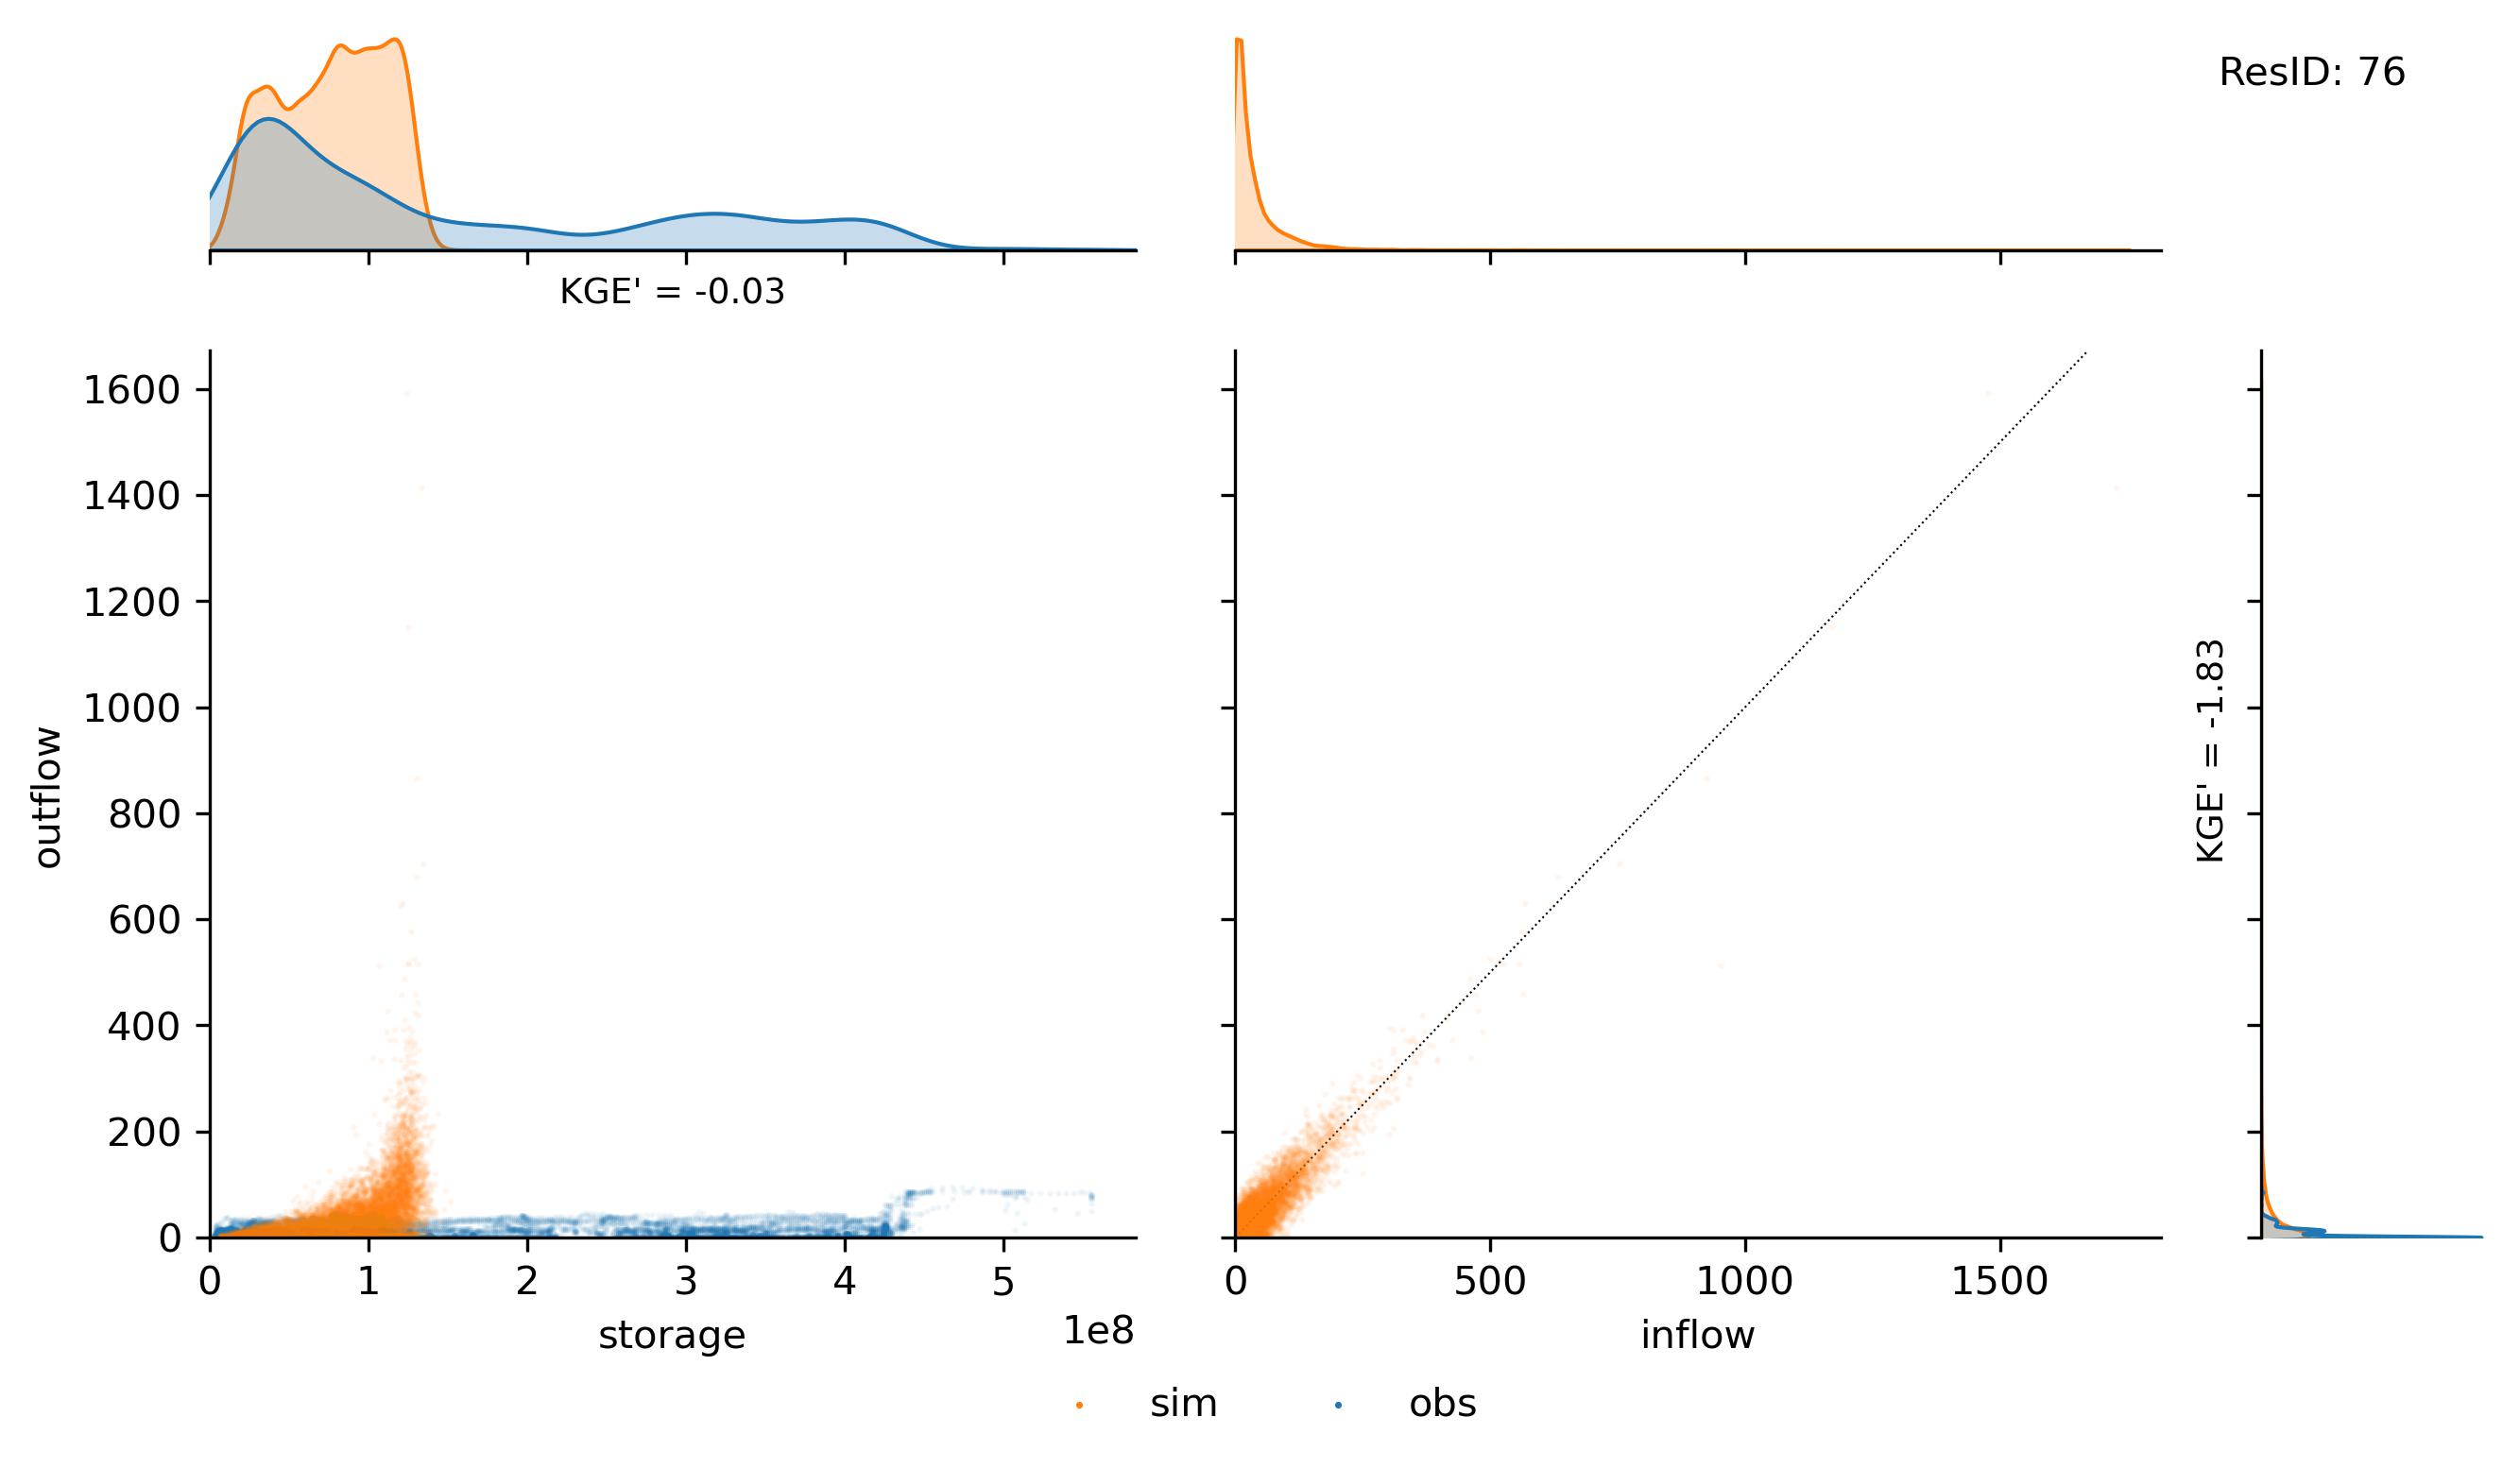 ResID: 76
KGE' = -0.03
1600
1400
1200
1000
800
600
400
200
0
outflow
KGE' = -1.83
0 1 2 3 4 5
1e8
storage
0 500 1000 1500
inflow
sim obs